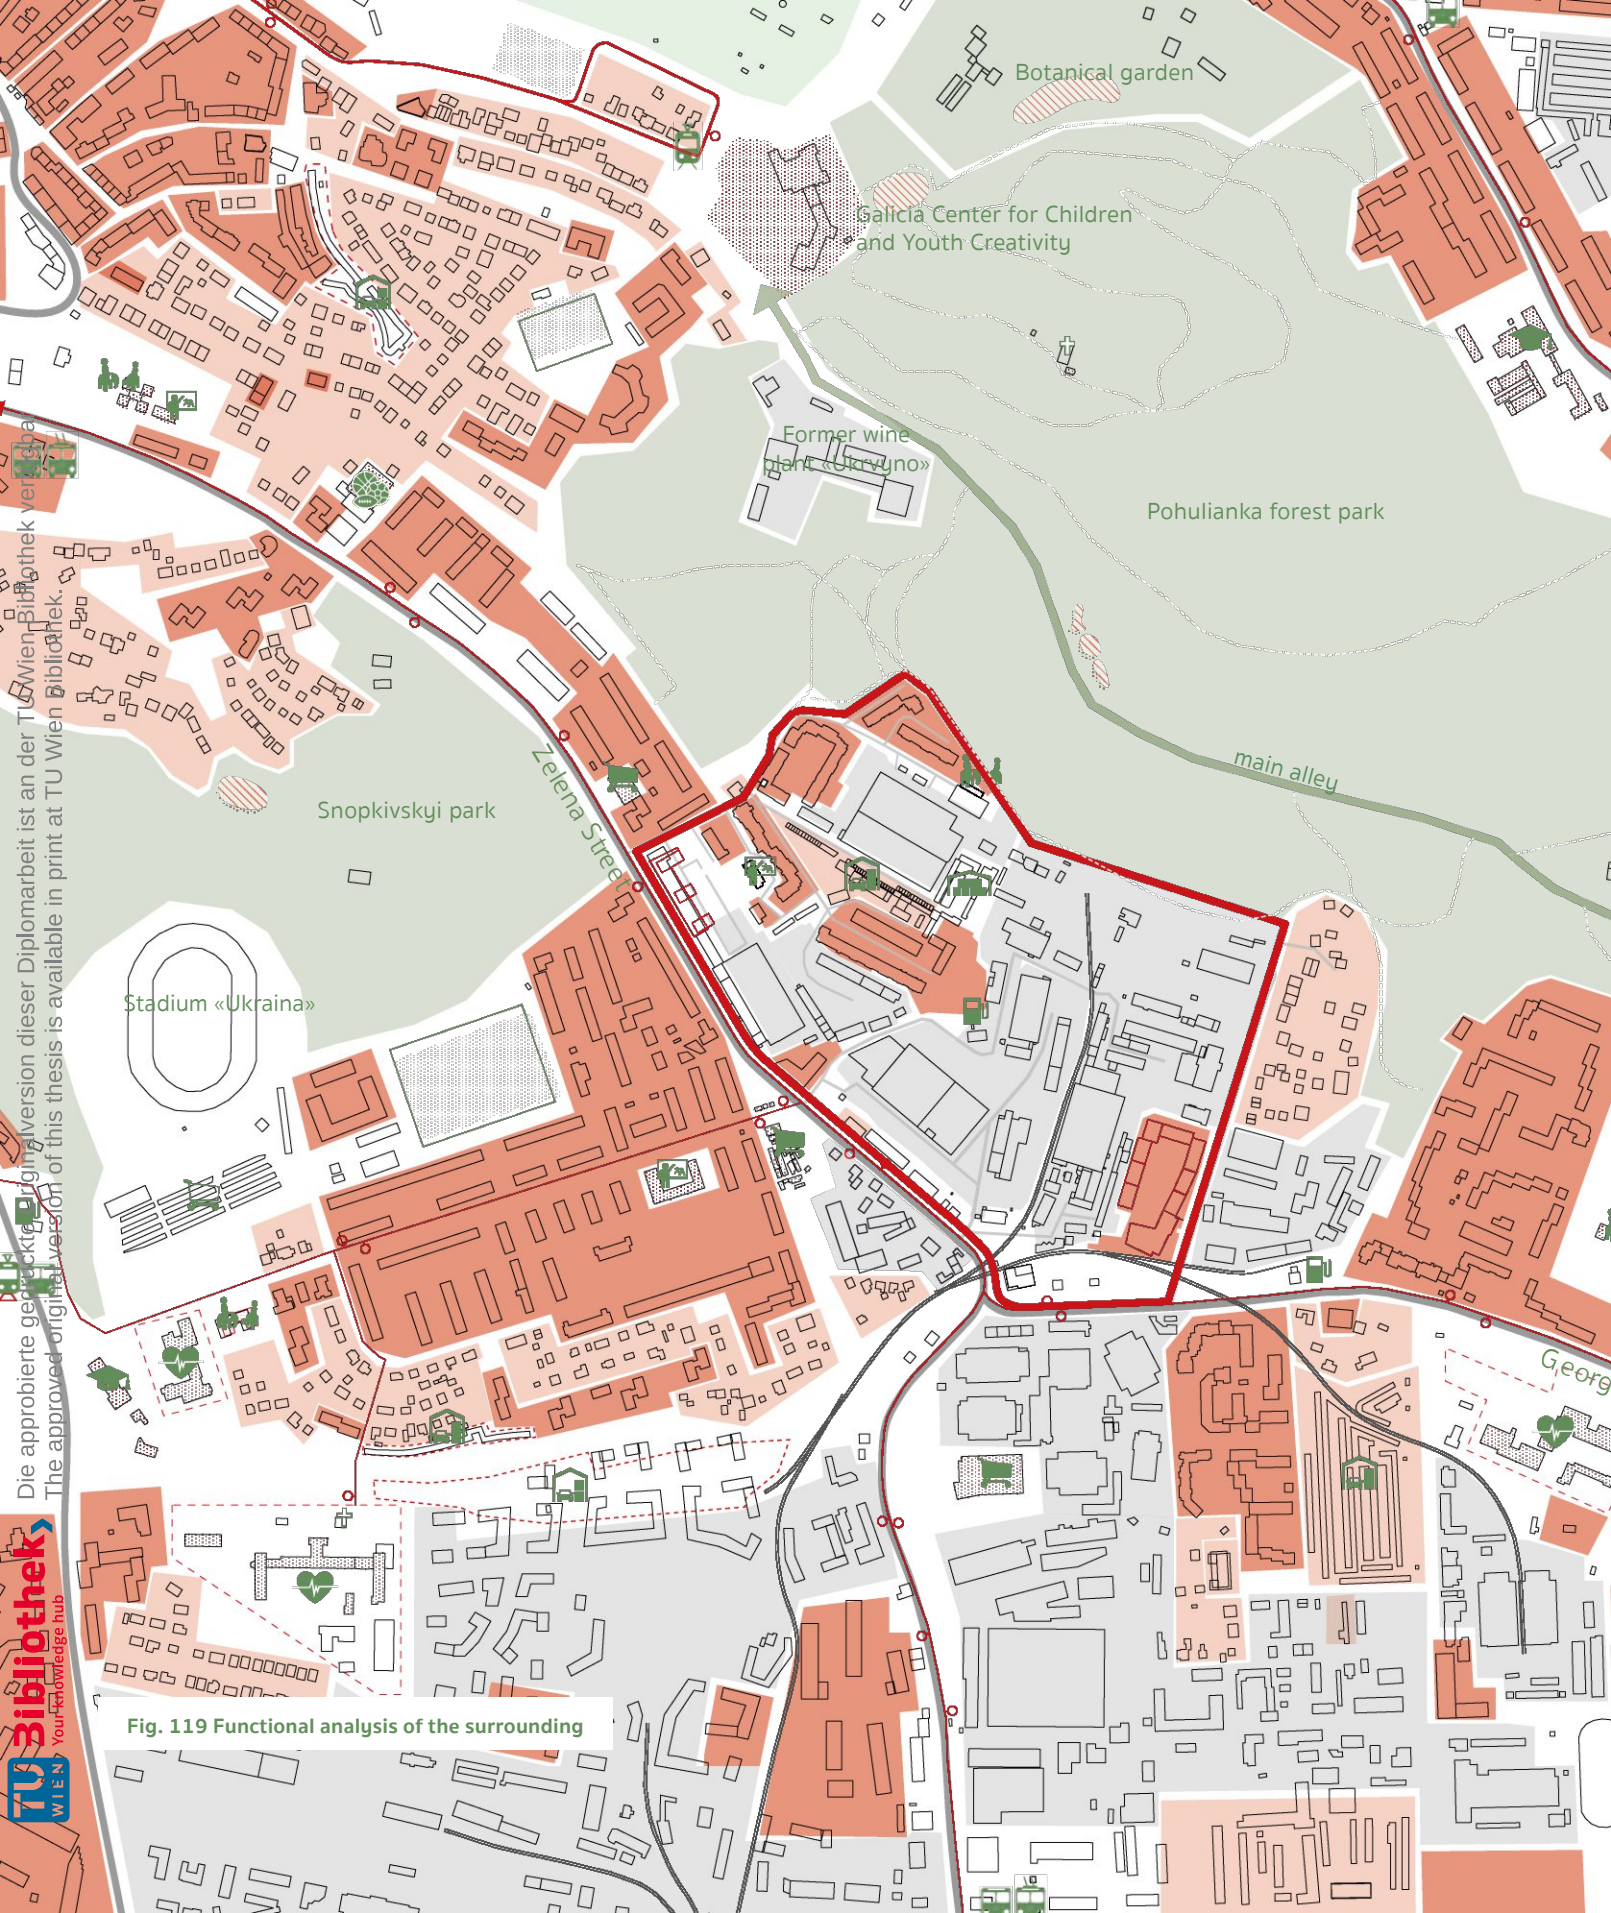 Botanical garden
Galicia Center for Children
and Youth Creativity
Former wine
plant «Ukrvyno»
Pohulianka forest park
main alley
Zelena Street
Snopkivskyi park
Stadium «Ukraina»
Georg
Fig. 119 Functional analysis of the surrounding
Die approbierte gedruckte Originalversion dieser Diplomarbeit ist an der TU Wien Bibliothek verfügbar
The approved original version of this thesis is available in print at TU Wien Bibliothek.
TU Bibliothek
WIEN Your knowledge hub